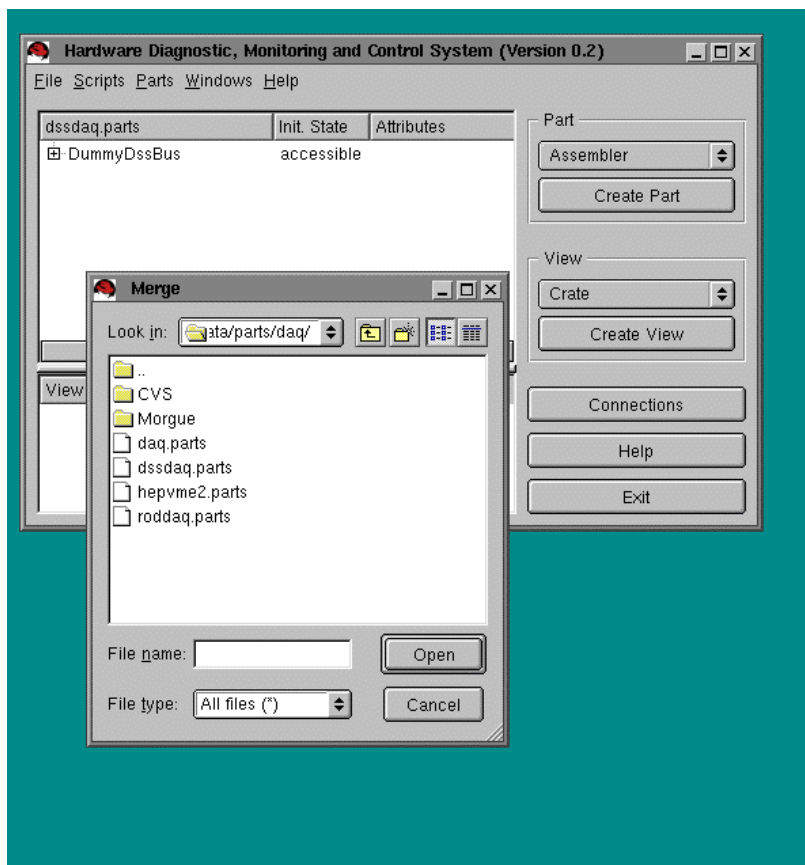 Hardware Diagnostic, Monitoring and Control System (Version 0.2)
File Scripts Parts Windows Help
dssdaq.parts Init. State Attributes
DummyDssBus accessible
Part
Assembler
Create Part
View
Crate
Create View
Connections
Help
Exit
View
Merge
Look in: ata/parts/daq/
..
CVS
Morgue
daq.parts
dssdaq.parts
hepvme2.parts
roddaq.parts
File name: Open
File type: All files (*) Cancel